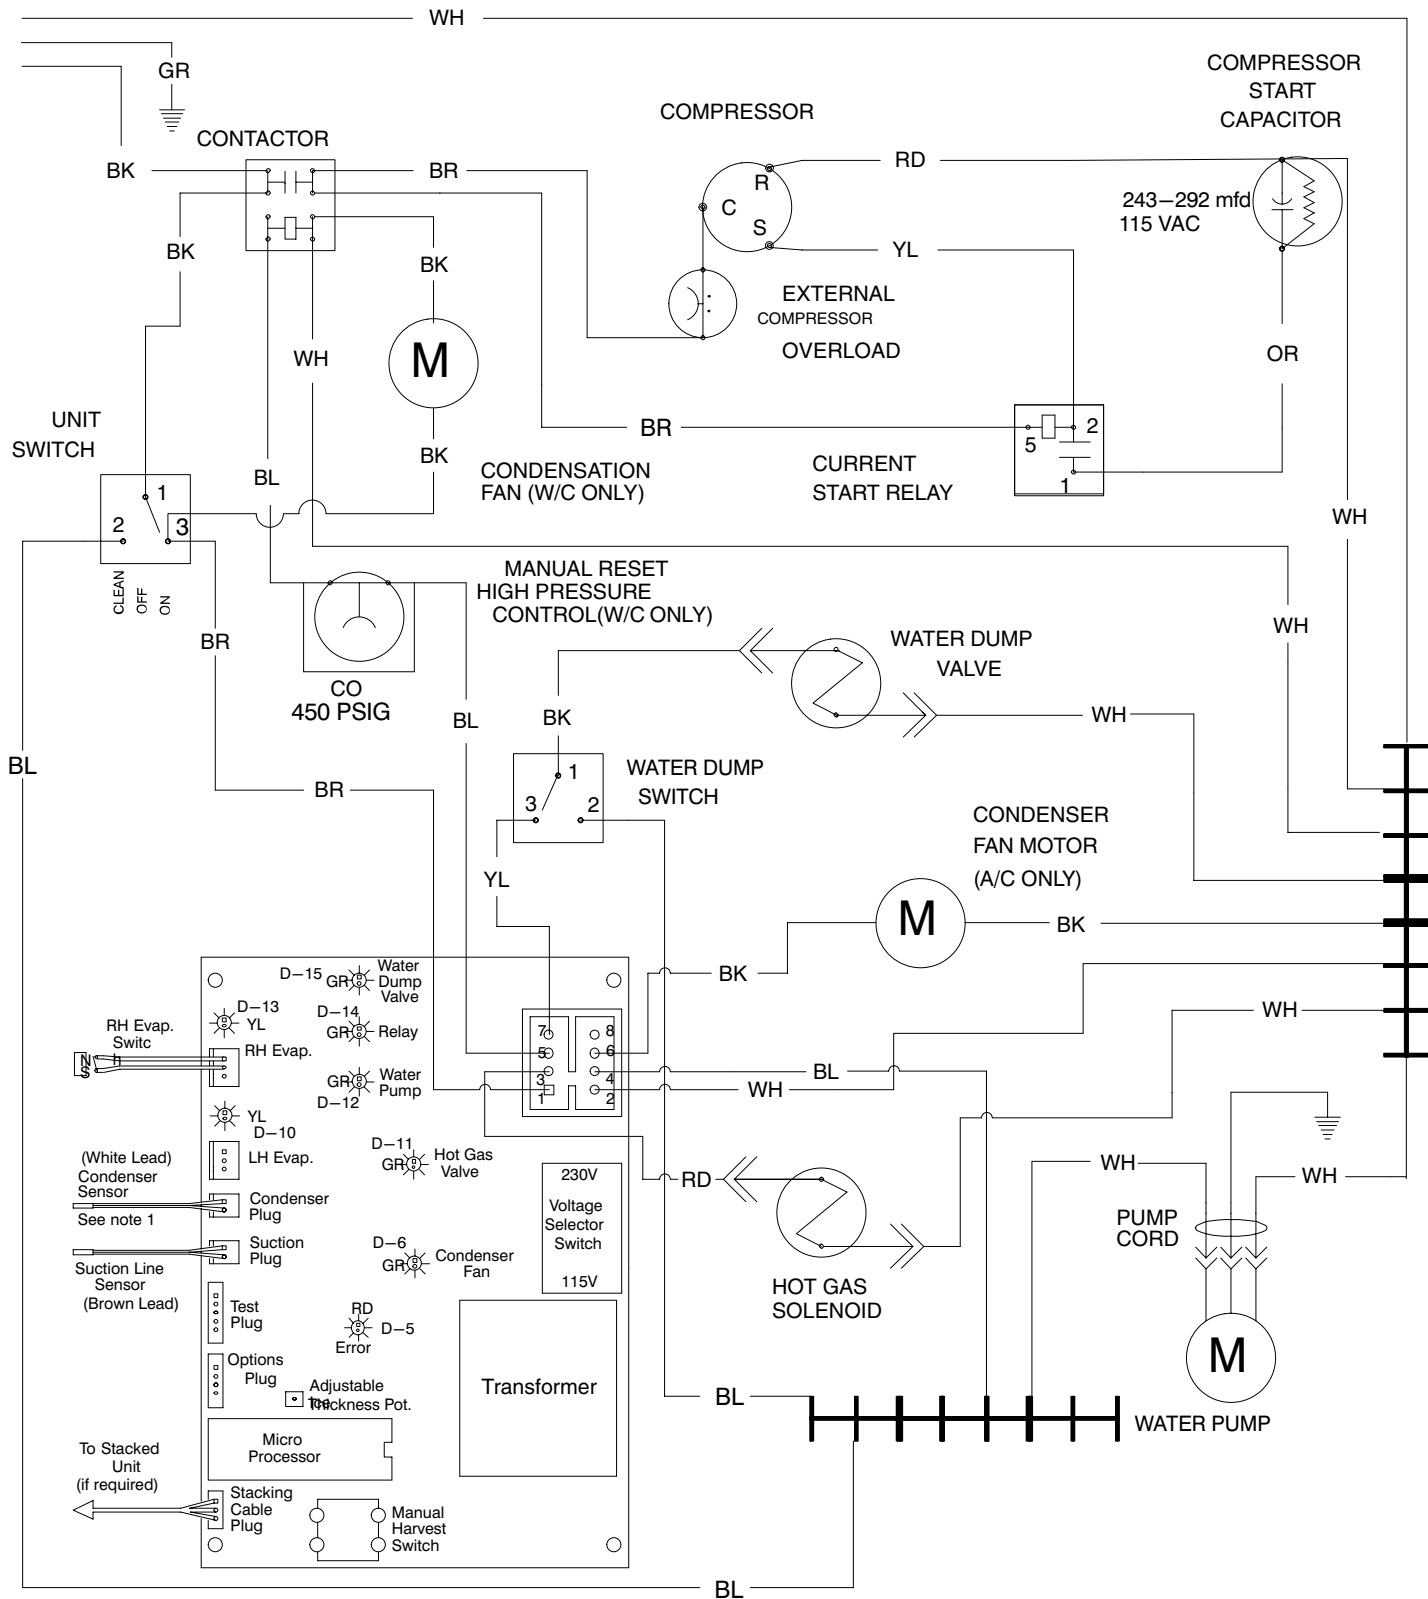 WH
GR
COMPRESSOR
START
CAPACITOR
COMPRESSOR
CONTACTOR
BK
BR
RD
R
C
S
243–292 mfd
115 VAC
BK
BK
YL
EXTERNAL
COMPRESSOR
OVERLOAD
WH
M
OR
UNIT
SWITCH
BR
5
2
1
BK
BL
CONDENSATION
FAN (W/C ONLY)
CURRENT
START RELAY
1
2
3
WH
CLEAN
OFF
ON
MANUAL RESET
HIGH PRESSURE
CONTROL(W/C ONLY)
BR
WH
WATER DUMP
VALVE
CO
450 PSIG
BL
BK
WH
BL
BR
1
3
2
WATER DUMP
SWITCH
CONDENSER
FAN MOTOR
(A/C ONLY)
YL
M
BK
BK
D–15
GR
Water
Dump
Valve
D–13
YL
D–14
GR
Relay
RH Evap.
Switc
h
N
S
RH Evap.
GR
D–12
Water
Pump
7
8
5
6
3
4
1
2
WH
BL
WH
YL
D–10
LH Evap.
D–11
GR
Hot Gas
Valve
(White Lead)
Condenser
Sensor
See note 1
Condenser
Plug
230V
Voltage
Selector
Switch
115V
RD
WH
WH
PUMP
CORD
Suction Line
Sensor
(Brown Lead)
Suction
Plug
D–6
GR
Condenser
Fan
HOT GAS
SOLENOID
Test
Plug
RD
D–5
Error
M
WATER PUMP
Options
Plug
Adjustable
Ice
Thickness Pot.
Transformer
BL
Micro
Processor
To Stacked
Unit
(if required)
Stacking
Cable
Plug
Manual
Harvest
Switch
BL